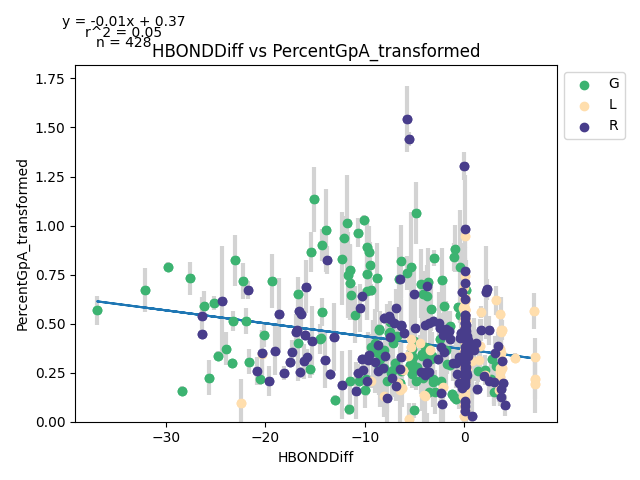 y = -0.01x + 0.37
r^2 = 0.05
n = 428
HBONDDiff vs PercentGpA_transformed
PercentGpA_transformed
1.75
1.50
1.25
1.00
0.75
0.50
0.25
0.00
−30
−20
−10
0
HBONDDiff
G
L
R